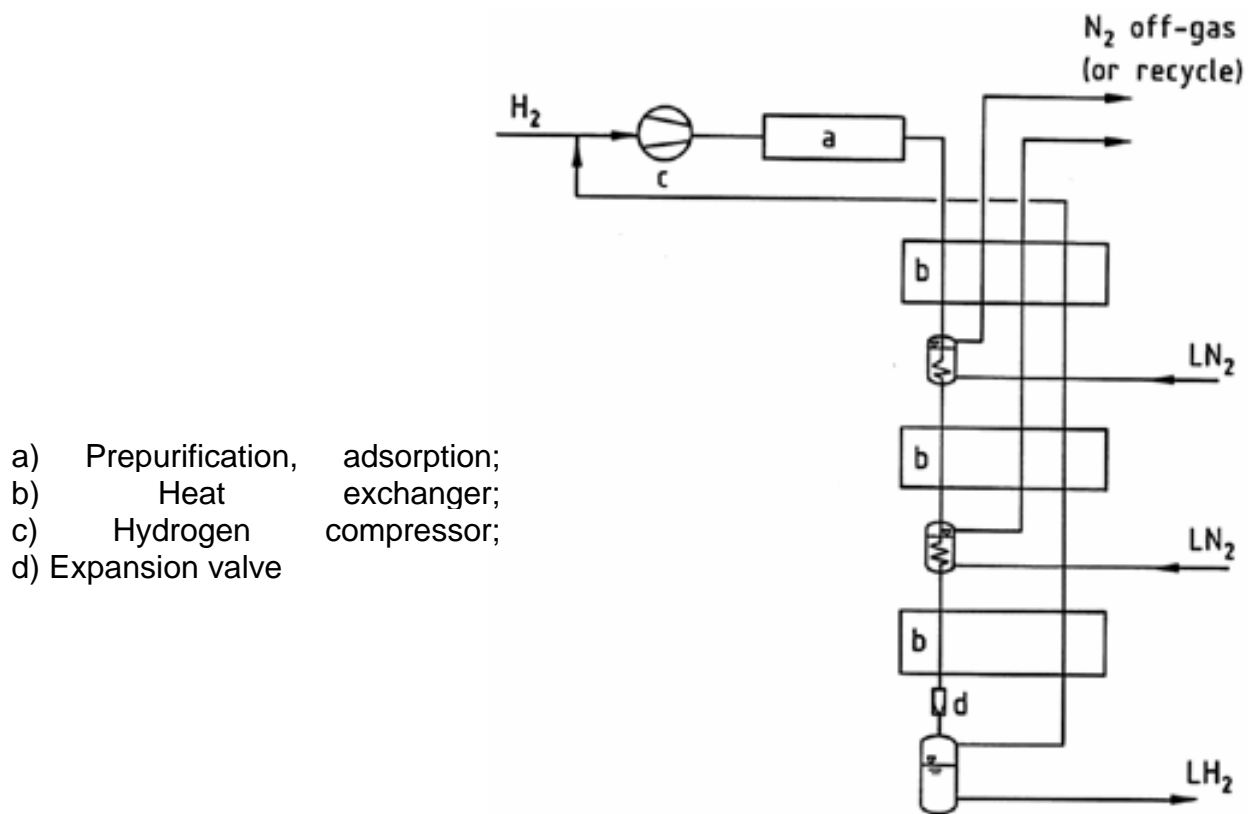 N₂ off-gas
(or recycle)
H₂
a
c
b
LN₂
b
LN₂
b
d
LH₂
a) Prepurification, adsorption;
b) Heat exchanger;
c) Hydrogen compressor;
d) Expansion valve